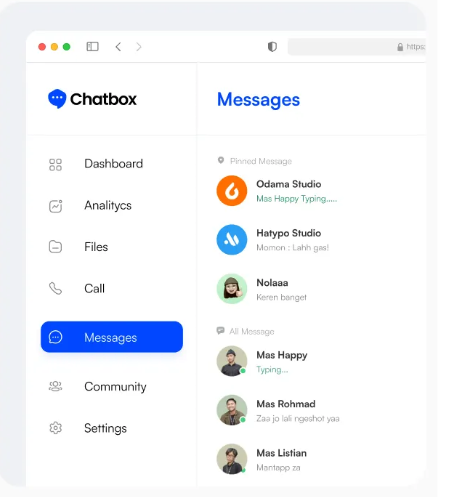 https:
Chatbox
Messages
Dashboard
Analitycs
Files
Call
Messages
Community
Settings
Pinned Message
Odama Studio
Mas Happy Typing.....
Hatypo Studio
Momon : Lahh gas!
Nolaaa
Keren banget
All Message
Mas Happy
Typing...
Mas Rohmad
Zaa jo lali ngeshot yaa
Mas Listian
Mantapp za